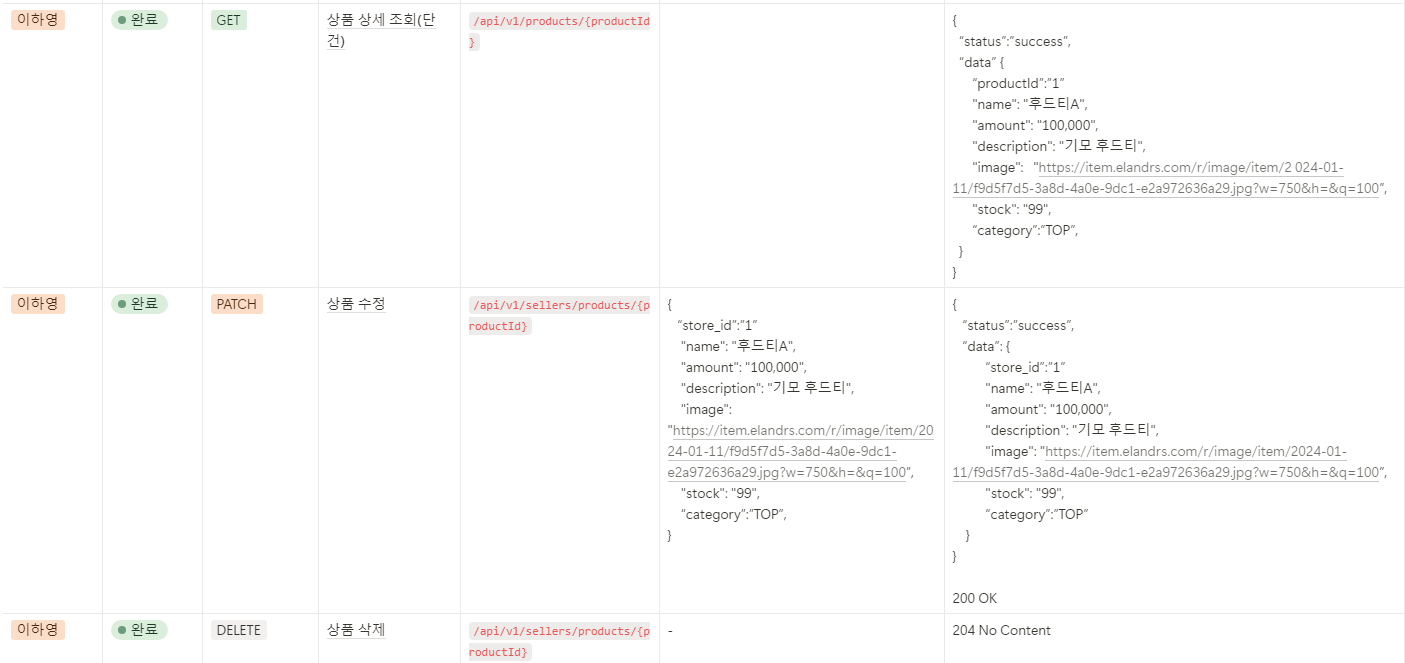 이하영
완료
GET
상품 상세 조회(단
건)
/api/v1/products/{productId
}
{
“status”:”success”,
“data” {
“productId”:”1”
"name": "후드티A",
"amount": "100,000",
"description": "기모 후드티",
"image": "https://item.elandrs.com/r/image/item/2 024-01-
11/f9d5f7d5-3a8d-4a0e-9dc1-e2a972636a29.jpg?w=750&h=&q=100”,
"stock": "99",
“category”:”TOP”,
}
}
이하영
완료
PATCH
상품 수정
/api/v1/sellers/products/{p
roductId}
{
“store_id”:”1”
"name": "후드티A",
"amount": "100,000",
"description": "기모 후드티",
"image":
"https://item.elandrs.com/r/image/item/20
24-01-11/f9d5f7d5-3a8d-4a0e-9dc1-
e2a972636a29.jpg?w=750&h=&q=100”,
"stock": "99",
“category”:”TOP”,
}
{
“status”:”success”,
“data”: {
“store_id”:”1”
"name": "후드티A",
"amount": "100,000",
"description": "기모 후드티",
"image": "https://item.elandrs.com/r/image/item/2024-01-
11/f9d5f7d5-3a8d-4a0e-9dc1-e2a972636a29.jpg?w=750&h=&q=100”,
"stock": "99",
“category”:”TOP”
}
}
200 OK
이하영
완료
DELETE
상품 삭제
/api/v1/sellers/products/{p
roductId}
-
204 No Content